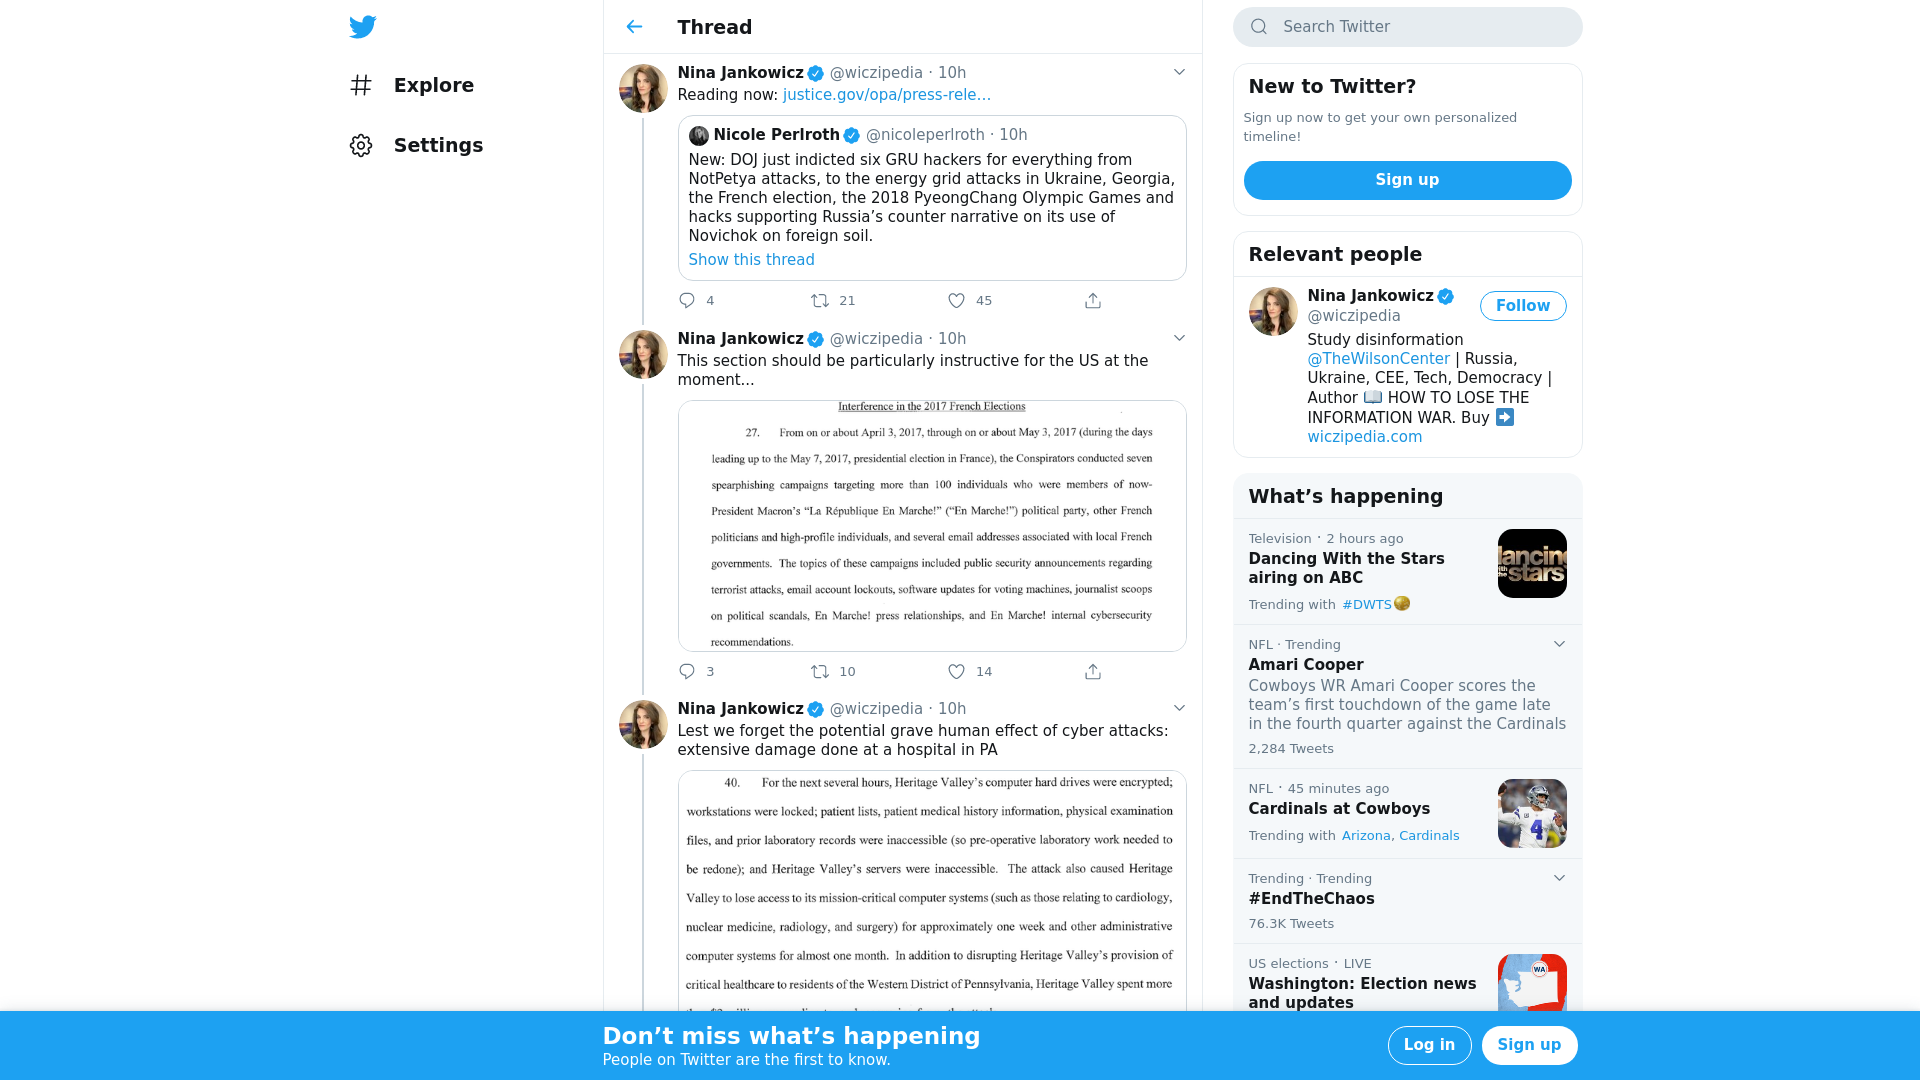 Explore
Settings
Thread
Nina Jankowicz @wiczipedia · 10h
Reading now: justice.gov/opa/press-rele…
Nicole Perlroth @nicoleperlroth · 10h
New: DOJ just indicted six GRU hackers for everything from
NotPetya attacks, to the energy grid attacks in Ukraine, Georgia,
the French election, the 2018 PyeongChang Olympic Games and
hacks supporting Russia’s counter narrative on its use of
Novichok on foreign soil.
Show this thread
4 21 45
Nina Jankowicz @wiczipedia · 10h
This section should be particularly instructive for the US at the
moment...
Interference in the 2017 French Elections
27. From on or about April 3, 2017, through on or about May 3, 2017 (during the days
leading up to the May 7, 2017, presidential election in France), the Conspirators conducted seven
spearphishing campaigns targeting more than 100 individuals who were members of now-
President Macron’s “La République En Marche!” (“En Marche!”) political party, other French
politicians and high-profile individuals, and several email addresses associated with local French
governments. The topics of these campaigns included public security announcements regarding
terrorist attacks, email account lockouts, software updates for voting machines, journalist scoops
on political scandals, En Marche! press relationships, and En Marche! internal cybersecurity
recommendations.
3 10 14
Nina Jankowicz @wiczipedia · 10h
Lest we forget the potential grave human effect of cyber attacks:
extensive damage done at a hospital in PA
40. For the next several hours, Heritage Valley’s computer hard drives were encrypted;
workstations were locked; patient lists, patient medical history information, physical examination
files, and prior laboratory records were inaccessible (so pre-operative laboratory work needed to
be redone); and Heritage Valley’s servers were inaccessible. The attack also caused Heritage
Valley to lose access to its mission-critical computer systems (such as those relating to cardiology,
nuclear medicine, radiology, and surgery) for approximately one week and other administrative
computer systems for almost one month. In addition to disrupting Heritage Valley’s provision of
critical healthcare to residents of the Western District of Pennsylvania, Heritage Valley spent more
Search Twitter
New to Twitter?
Sign up now to get your own personalized
timeline!
Sign up
Relevant people
Nina Jankowicz
@wiczipedia
Follow
Study disinformation
@TheWilsonCenter | Russia,
Ukraine, CEE, Tech, Democracy |
Author 📖 HOW TO LOSE THE
INFORMATION WAR. Buy ➡
wiczipedia.com
What’s happening
Television · 2 hours ago
Dancing With the Stars
airing on ABC
Trending with #DWTS
dancing
with the
stars
NFL · Trending
Amari Cooper
Cowboys WR Amari Cooper scores the
team’s first touchdown of the game late
in the fourth quarter against the Cardinals
2,284 Tweets
NFL · 45 minutes ago
Cardinals at Cowboys
Trending with Arizona, Cardinals
4
Trending · Trending
#EndTheChaos
76.3K Tweets
US elections · LIVE
Washington: Election news
and updates
WA
Don’t miss what’s happening
People on Twitter are the first to know.
Log in
Sign up